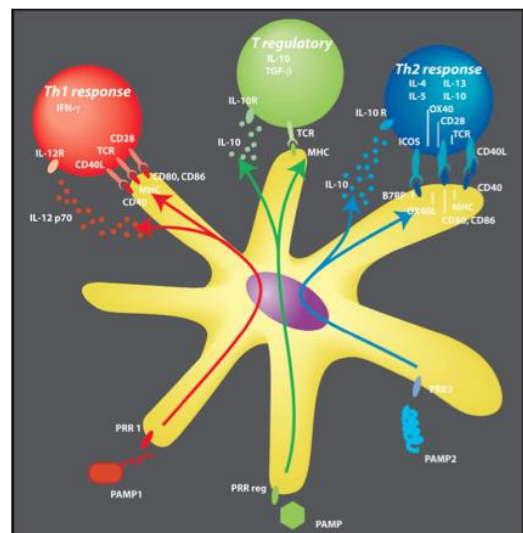 T regulatory
IL-10
TGF-β
Th1 response
IFN-γ
Th2 response
IL-4 IL-13
IL-5 IL-10
OX40
CD28
TCR
IL-10R
IL-10 R
CD28
TCR
CD40L
IL-12R
TCR
IL-10
MHC
ICOS
CD40L
CD80, CD86
MHC
CD40
IL-12 p70
IL-10
B7RP-1
CD40
OX40L
MHC
CD80, CD86
PRR 1
PAMP1
PRR2
PAMP2
PRR reg
PAMP